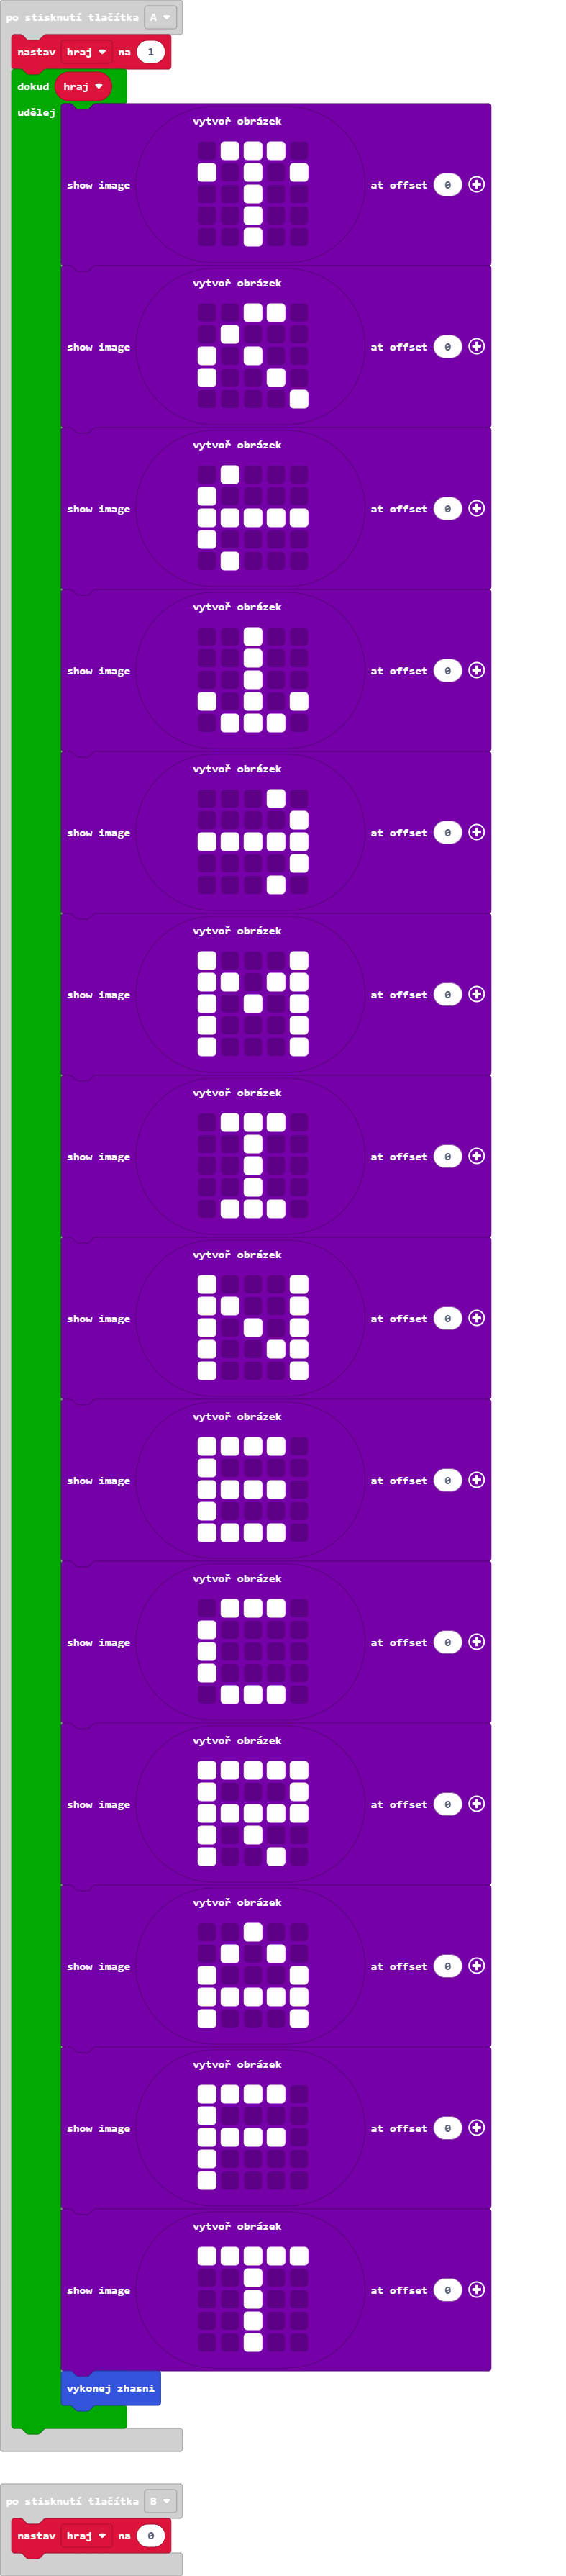 po stisknutí tlačítka A
nastav hraj na 1
dokud hraj
udělej
vytvoř obrázek
show image at offset 0
vytvoř obrázek
show image at offset 0
vytvoř obrázek
show image at offset 0
vytvoř obrázek
show image at offset 0
vytvoř obrázek
show image at offset 0
vytvoř obrázek
show image at offset 0
vytvoř obrázek
show image at offset 0
vytvoř obrázek
show image at offset 0
vytvoř obrázek
show image at offset 0
vytvoř obrázek
show image at offset 0
vytvoř obrázek
show image at offset 0
vytvoř obrázek
show image at offset 0
vytvoř obrázek
show image at offset 0
vytvoř obrázek
show image at offset 0
vykonej zhasni
po stisknutí tlačítka B
nastav hraj na 0